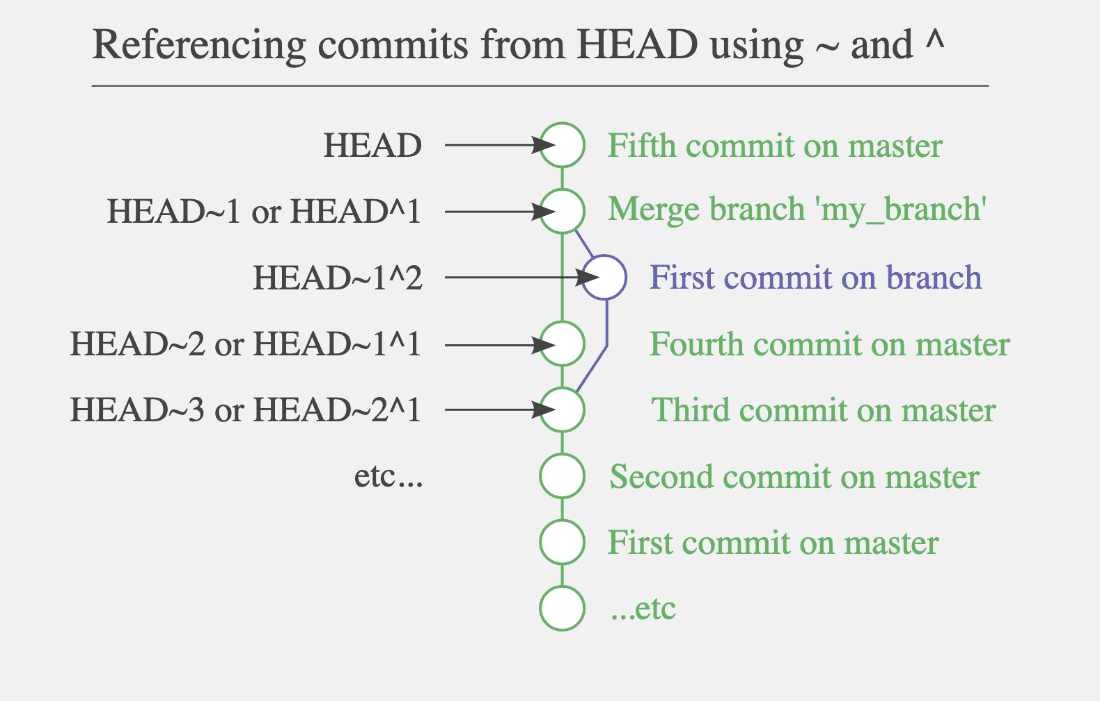 Referencing commits from HEAD using ~ and ^
HEAD Fifth commit on master
HEAD~1 or HEAD^1 Merge branch 'my_branch'
HEAD~1^2 First commit on branch
HEAD~2 or HEAD~1^1 Fourth commit on master
HEAD~3 or HEAD~2^1 Third commit on master
etc... Second commit on master
First commit on master
...etc